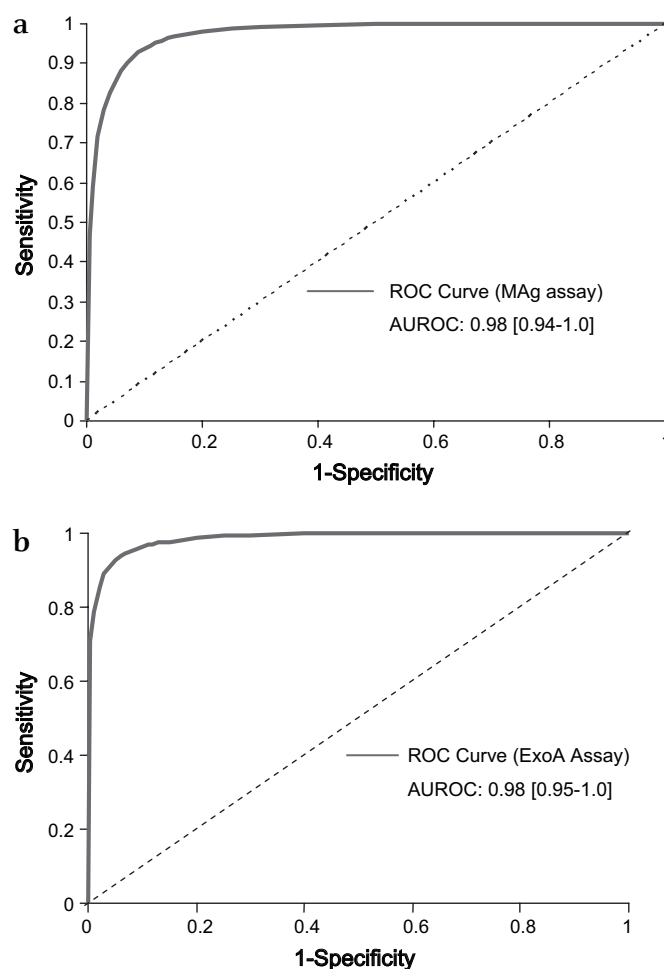 a
1
0.9
0.8
0.7
0.6
0.5
0.4
0.3
0.2
0.1
0
Sensitivity
ROC Curve (MAg assay)
AUROC: 0.98 [0.94-1.0]
0 0.2 0.4 0.6 0.8 1
1-Specificity
b
1
0.8
0.6
0.4
0.2
0
Sensitivity
ROC Curve (ExoA Assay)
AUROC: 0.98 [0.95-1.0]
0 0.2 0.4 0.6 0.8 1
1-Specificity